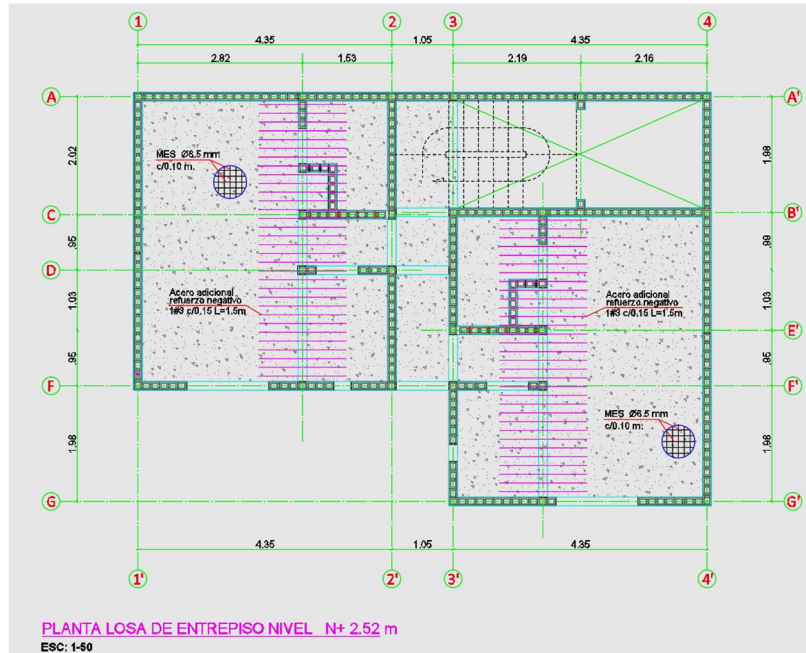 1 2 3 4
4.35 1.05 4.35
2.82 1.53 2.19 2.16
A A'
2.02 1.98
MES Ø6.5 mm
c/0.10 m.
C B'
.95 .98
D
Acero adicional
refuerzo negativo
1#3 c/0.15 L=1.5m
Acero adicional
refuerzo negativo
1#3 c/0.15 L=1.5m
1.03 1.03
E'
.95 .95
F F'
MES Ø6.5 mm
c/0.10 m.
1.98 1.98
G G'
4.35 1.05 4.35
1' 2' 3' 4'
PLANTA LOSA DE ENTREPISO NIVEL N+ 2.52 m
ESC: 1-50